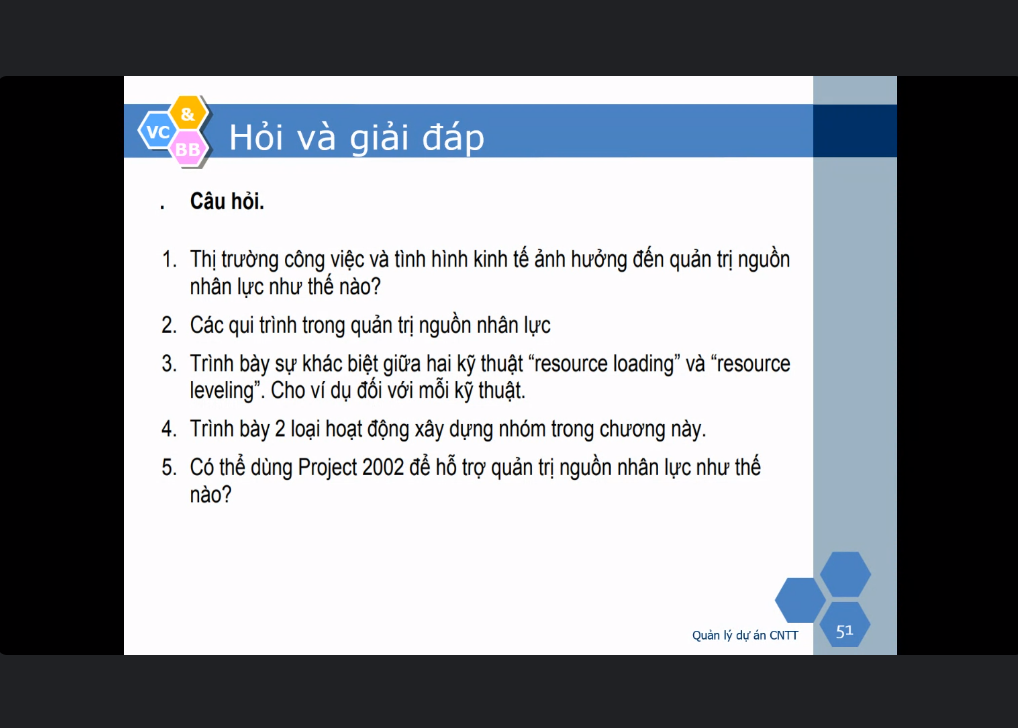 &
VC
BB
Hỏi và giải đáp
. Câu hỏi.
1. Thị trường công việc và tình hình kinh tế ảnh hưởng đến quản trị nguồn
nhân lực như thế nào?
2. Các qui trình trong quản trị nguồn nhân lực
3. Trình bày sự khác biệt giữa hai kỹ thuật “resource loading” và “resource
leveling”. Cho ví dụ đối với mỗi kỹ thuật.
4. Trình bày 2 loại hoạt động xây dựng nhóm trong chương này.
5. Có thể dùng Project 2002 để hỗ trợ quản trị nguồn nhân lực như thế
nào?
Quản lý dự án CNTT
51